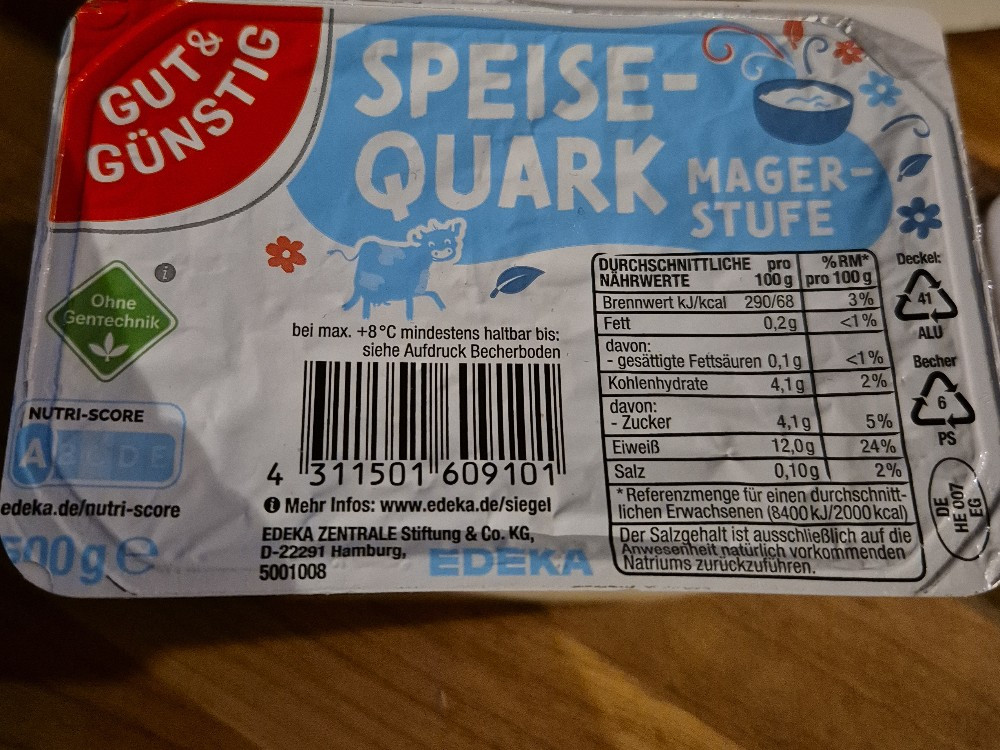 GUT&
GÜNSTIG
SPEISE-
QUARK
MAGER-
STUFE
i
Ohne
GenTechnik
NUTRI-SCORE
A B C D E
edeka.de/nutri-score
500 g e
bei max. +8°C mindestens haltbar bis:
siehe Aufdruck Becherboden
4 311501 609101
i Mehr Infos: www.edeka.de/siegel
EDEKA ZENTRALE Stiftung & Co. KG,
D-22291 Hamburg,
5001008
EDEKA
DURCHSCHNITTLICHE pro %RM*
NÄHRWERTE 100 g pro 100 g
Brennwert kJ/kcal 290/68 3%
Fett 0,2g <1%
davon:
- gesättigte Fettsäuren 0,1g <1%
Kohlenhydrate 4,1g 2%
davon:
- Zucker 4,1g 5%
Eiweiß 12,0g 24%
Salz 0,10g 2%
* Referenzmenge für einen durchschnitt-
lichen Erwachsenen (8400 kJ/2000 kcal)
Der Salzgehalt ist ausschließlich auf die
Anwesenheit natürlich vorkommenden
Natriums zurückzuführen.
Deckel:
41
ALU
Becher
6
PS
DE
HE 007
EG